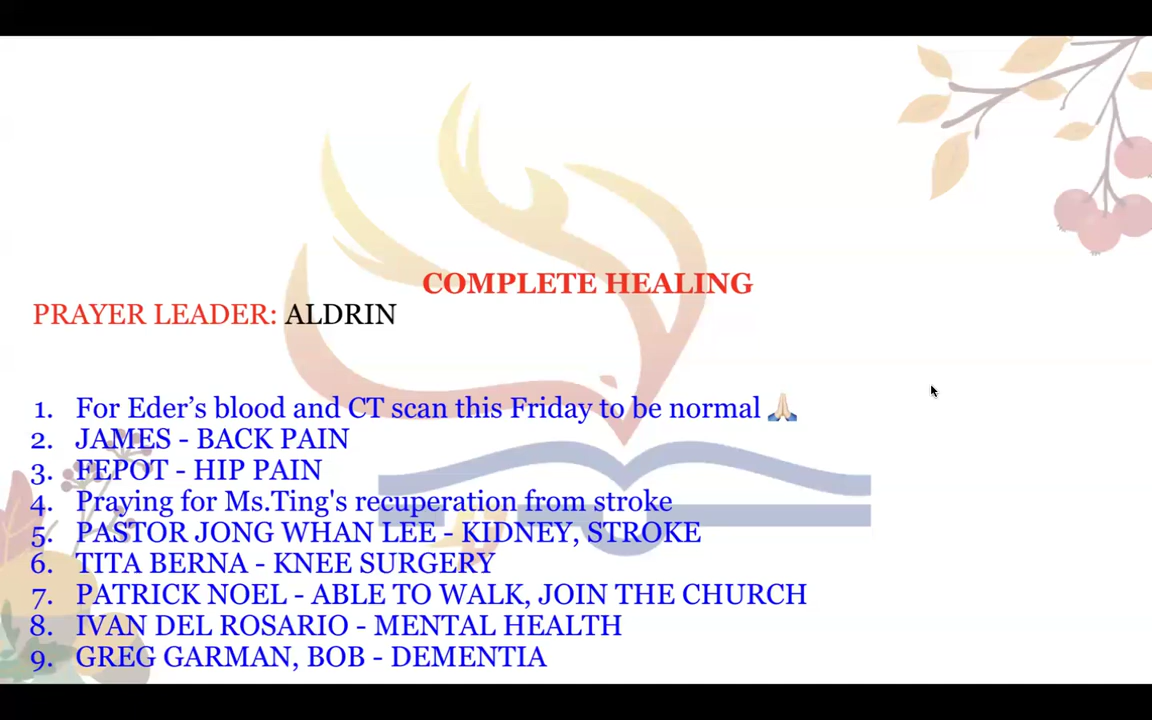 COMPLETE HEALING
PRAYER LEADER: ALDRIN
1. For Eder’s blood and CT scan this Friday to be normal 🙏🏻
2. JAMES - BACK PAIN
3. FEPOT - HIP PAIN
4. Praying for Ms.Ting's recuperation from stroke
5. PASTOR JONG WHAN LEE - KIDNEY, STROKE
6. TITA BERNA - KNEE SURGERY
7. PATRICK NOEL - ABLE TO WALK, JOIN THE CHURCH
8. IVAN DEL ROSARIO - MENTAL HEALTH
9. GREG GARMAN, BOB - DEMENTIA